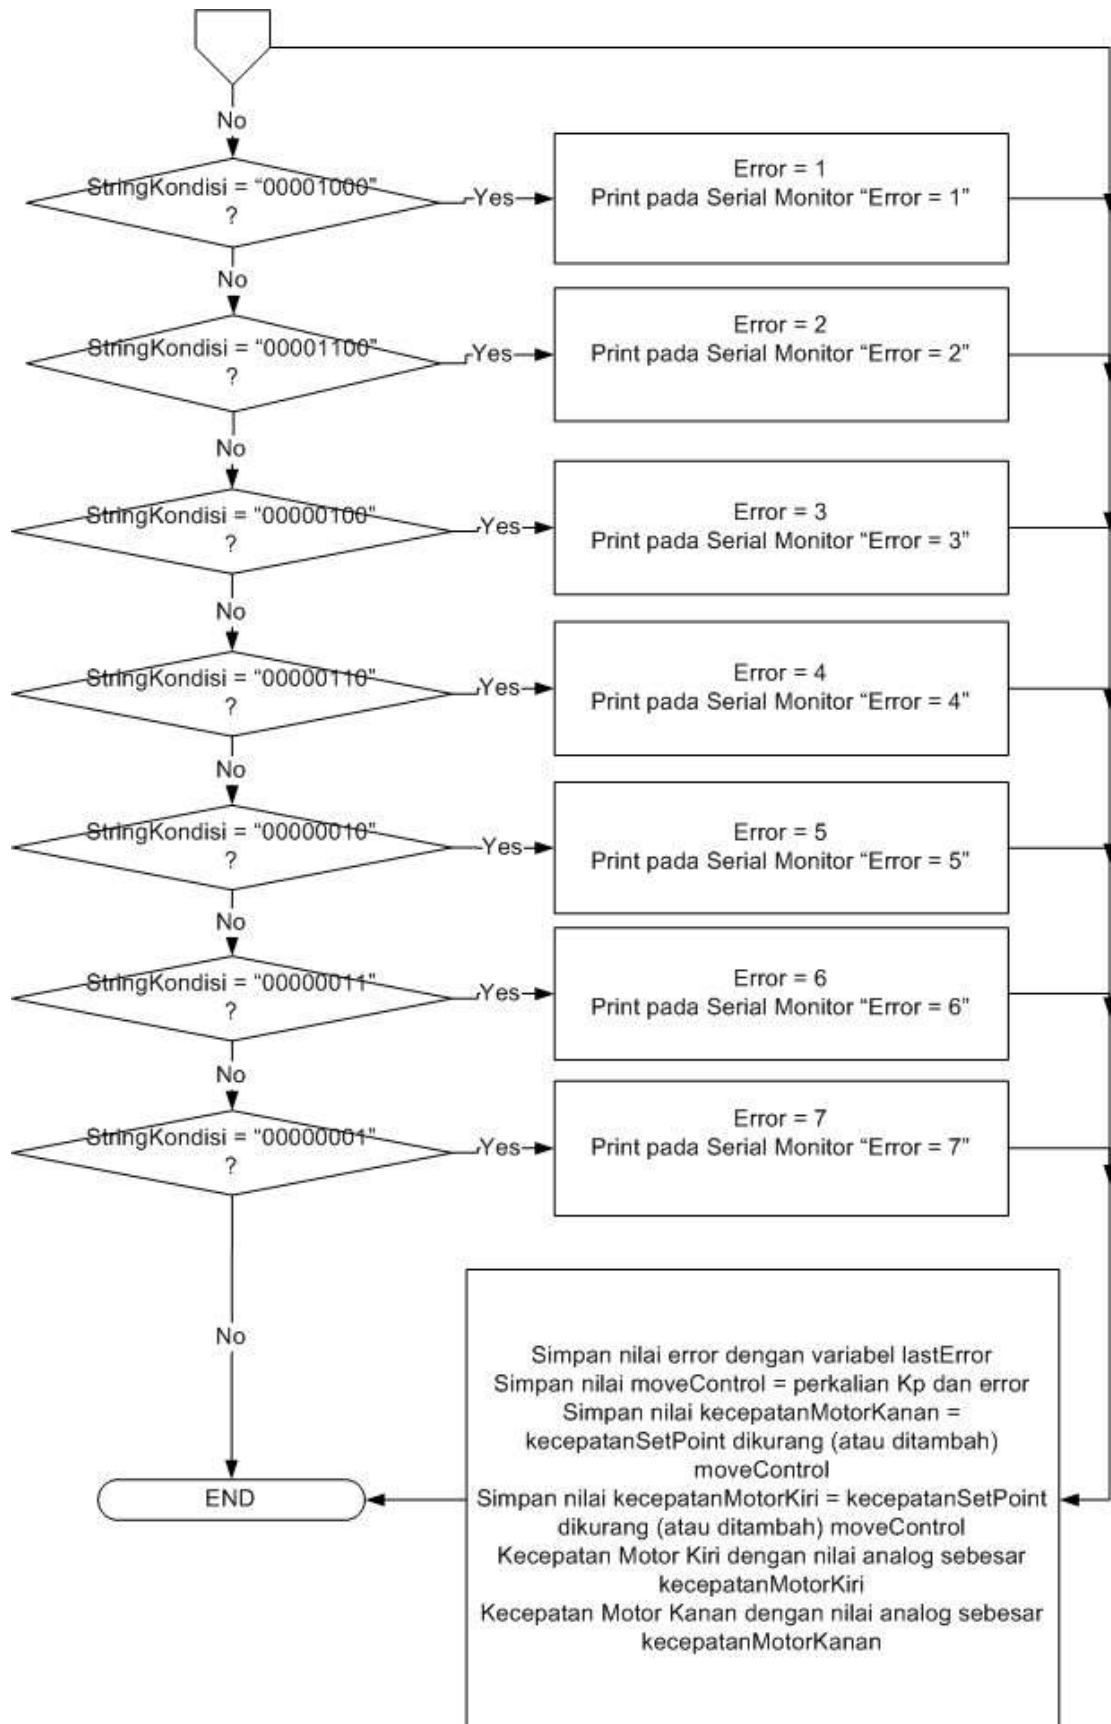 No
StringKondisi = “00001000”
?
Yes
Error = 1
Print pada Serial Monitor “Error = 1”
No
StringKondisi = “00001100”
?
Yes
Error = 2
Print pada Serial Monitor “Error = 2”
No
StringKondisi = “00000100”
?
Yes
Error = 3
Print pada Serial Monitor “Error = 3”
No
StringKondisi = “00000110”
?
Yes
Error = 4
Print pada Serial Monitor “Error = 4”
No
StringKondisi = “00000010”
?
Yes
Error = 5
Print pada Serial Monitor “Error = 5”
No
StringKondisi = “00000011”
?
Yes
Error = 6
Print pada Serial Monitor “Error = 6”
No
StringKondisi = “00000001”
?
Yes
Error = 7
Print pada Serial Monitor “Error = 7”
No
Simpan nilai error dengan variabel lastError
Simpan nilai moveControl = perkalian Kp dan error
Simpan nilai kecepatanMotorKanan =
kecepatanSetPoint dikurang (atau ditambah)
moveControl
Simpan nilai kecepatanMotorKiri = kecepatanSetPoint
dikurang (atau ditambah) moveControl
Kecepatan Motor Kiri dengan nilai analog sebesar
kecepatanMotorKiri
Kecepatan Motor Kanan dengan nilai analog sebesar
kecepatanMotorKanan
END